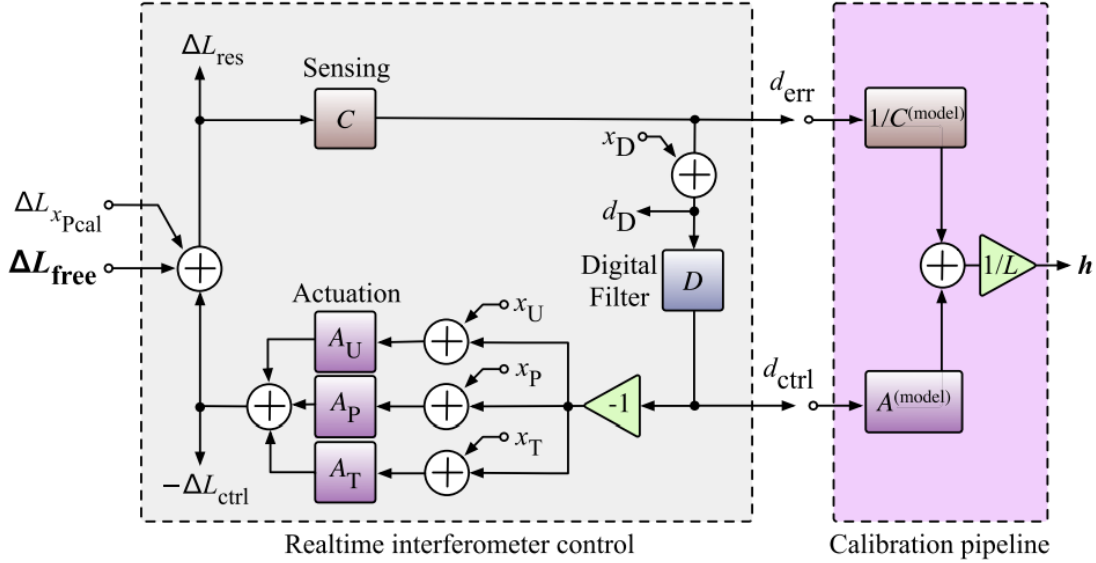 ΔL_res
Sensing
C
d_err
1/C^(model)
x_D
ΔL_x_Pcal
d_D
ΔL_free
Digital
Filter
D
1/L
h
Actuation
A_U
x_U
A_P
x_P
-1
d_ctrl
A^(model)
A_T
x_T
−ΔL_ctrl
Realtime interferometer control
Calibration pipeline